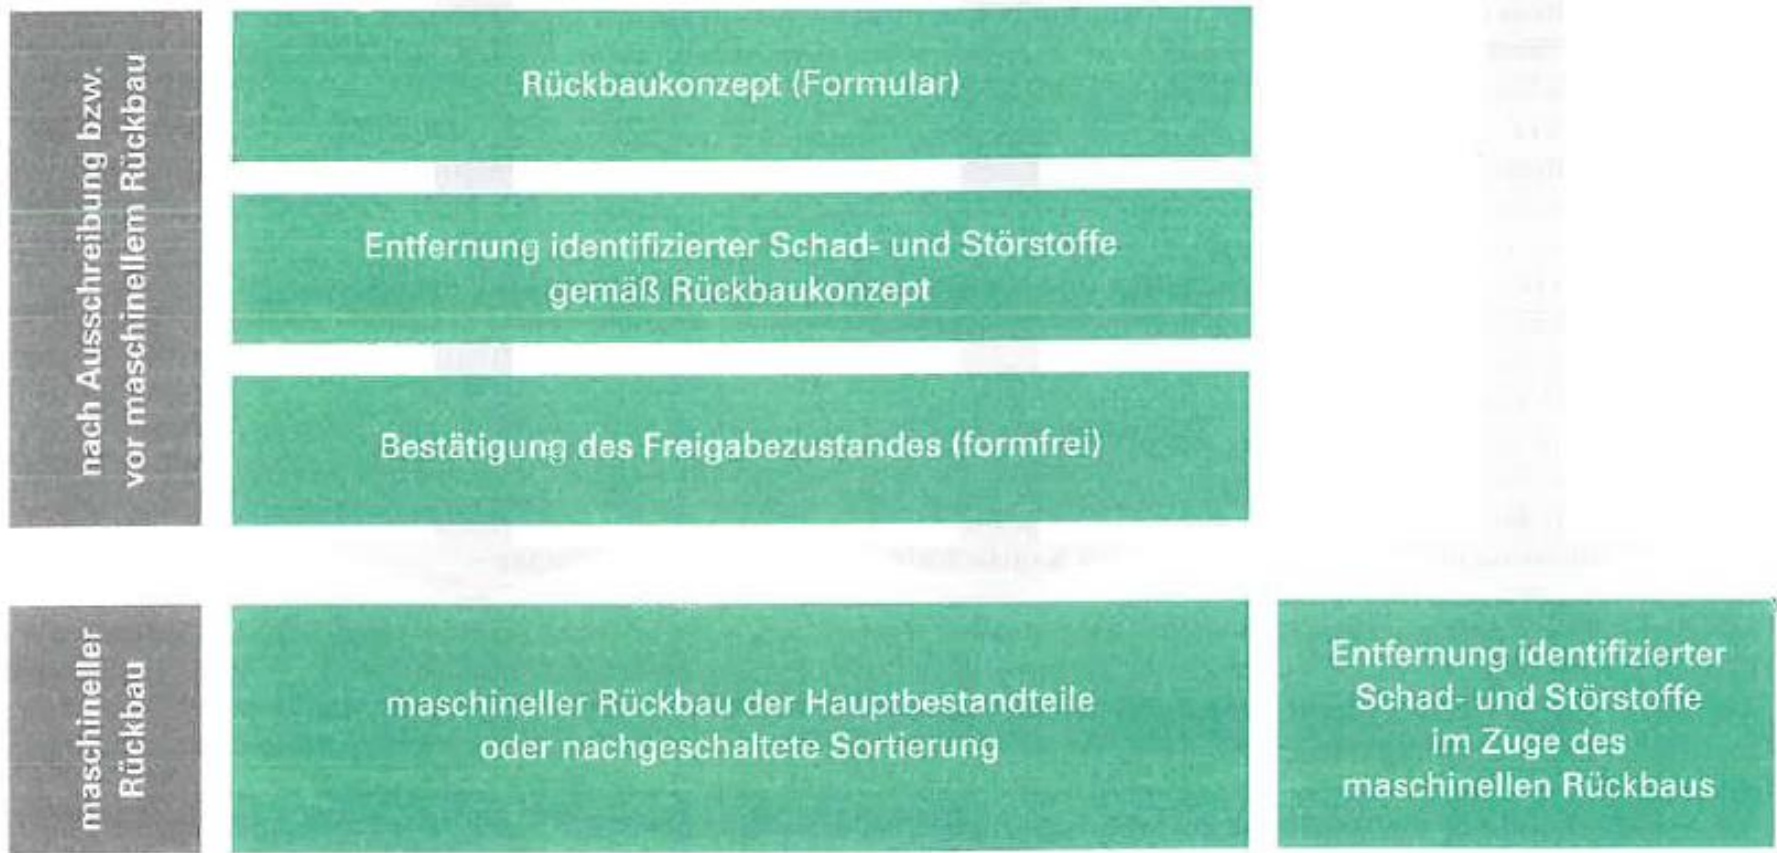 nach Ausschreibung bzw.
vor maschinellem Rückbau
Rückbaukonzept (Formular)
Entfernung identifizierter Schad- und Störstoffe
gemäß Rückbaukonzept
Bestätigung des Freigabezustandes (formfrei)
maschineller
Rückbau
maschineller Rückbau der Hauptbestandteile
oder nachgeschaltete Sortierung
Entfernung identifizierter
Schad- und Störstoffe
im Zuge des
maschinellen Rückbaus